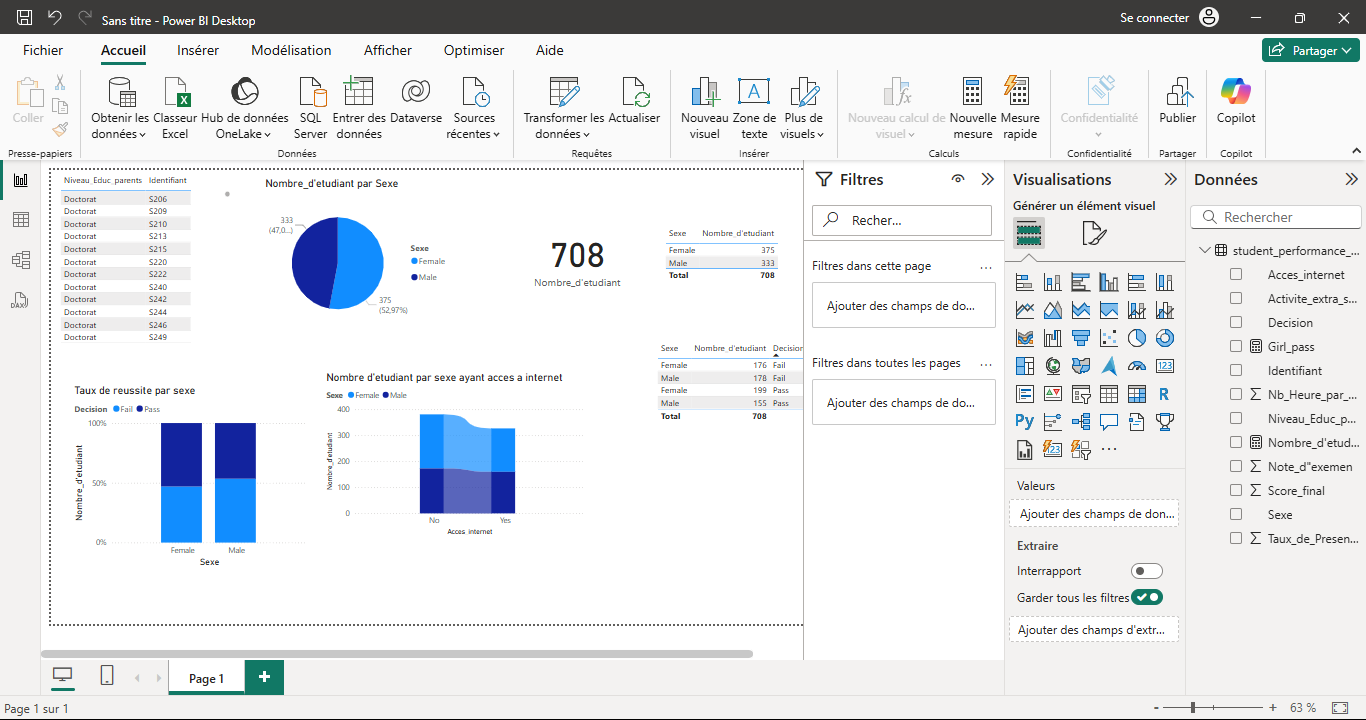 Sans titre - Power BI Desktop
Se connecter
Fichier
Accueil
Insérer
Modélisation
Afficher
Optimiser
Aide
Partager
Coller
Obtenir les données
Classeur Excel
Hub de données OneLake
SQL Server
Entrer des données
Dataverse
Sources récentes
Transformer les données
Actualiser
Nouveau visuel
Zone de texte
Plus de visuels
Nouveau calcul de visuel
Nouvelle mesure
Mesure rapide
Confidentialité
Publier
Copilot
Presse-papiers
Données
Requêtes
Insérer
Calculs
Confidentialité
Partager
Copilot
Niveau_Educ_parents Identifiant
Doctorat S206
Doctorat S209
Doctorat S210
Doctorat S213
Doctorat S215
Doctorat S220
Doctorat S222
Doctorat S240
Doctorat S242
Doctorat S244
Doctorat S246
Doctorat S249
Nombre_d'etudiant par Sexe
333
(47,0...)
375
(52,97%)
Sexe
Female
Male
708
Nombre_d'etudiant
Sexe Nombre_d'etudiant
Female 375
Male 333
Total 708
Sexe Nombre_d'etudiant Decision
Female 176 Fail
Male 178 Fail
Female 199 Pass
Male 155 Pass
Total 708
Taux de reussite par sexe
Decision Fail Pass
100%
50%
0%
Nombre_d'etudiant
Female Male
Sexe
Nombre d'etudiant par sexe ayant acces a internet
Sexe Female Male
400
300
200
100
0
Nombre_d'etudiant
No Yes
Acces_internet
Filtres
Recher...
Filtres dans cette page ...
Ajouter des champs de do...
Filtres dans toutes les pages ...
Ajouter des champs de do...
Visualisations
Générer un élément visuel
123
R
Py
123
...
Valeurs
Ajouter des champs de don...
Extraire
Interrapport
Garder tous les filtres
Ajouter des champs d'extr...
Données
Rechercher
student_performance_...
Acces_internet
Activite_extra_s...
Decision
Girl_pass
Identifiant
Nb_Heure_par_...
Niveau_Educ_p...
Nombre_d'etud...
Note_d"exemen
Score_final
Sexe
Taux_de_Presen...
Page 1
Page 1 sur 1
- + 63 %